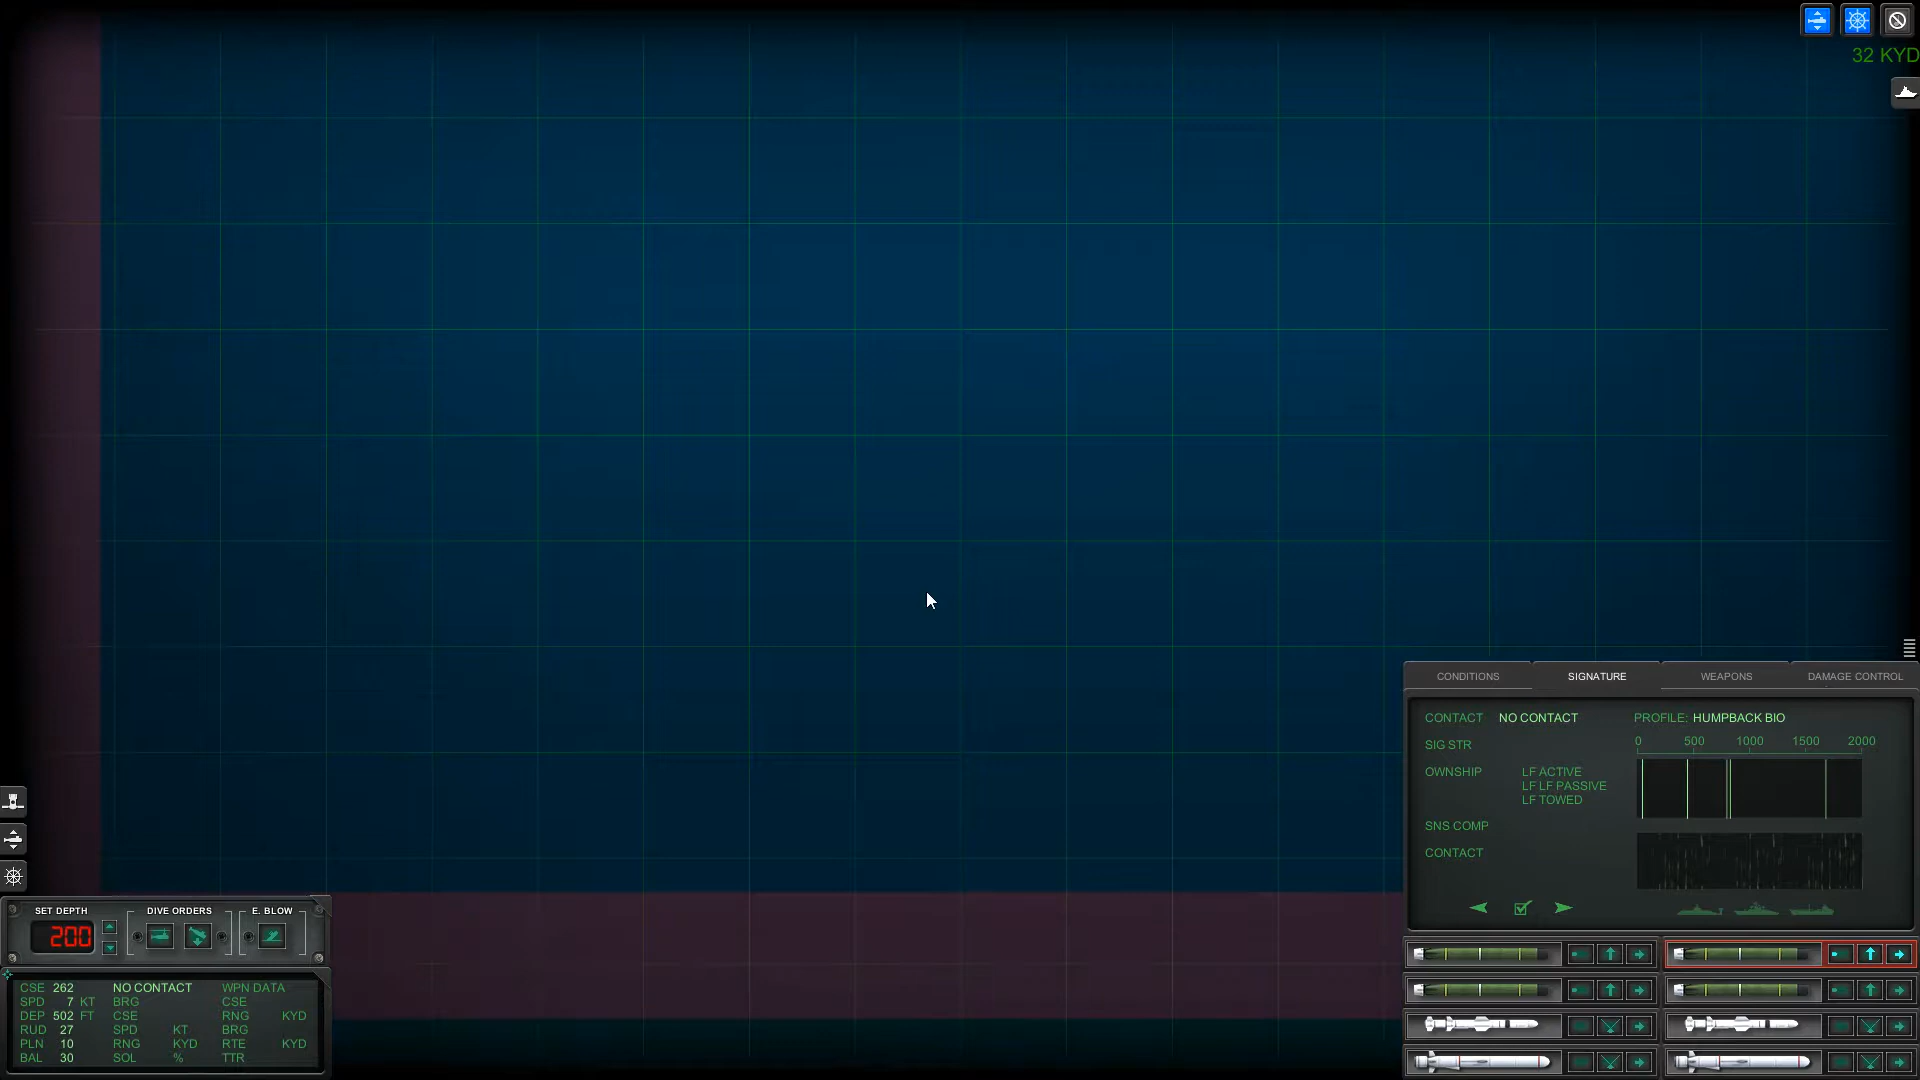 32 KYD
CONDITIONS SIGNATURE WEAPONS DAMAGE CONTROL
CONTACT NO CONTACT PROFILE: HUMPBACK BIO
SIG STR 0 500 1000 1500 2000
OWNSHIP LF ACTIVE
LF LF PASSIVE
LF TOWED
SNS COMP
CONTACT
SET DEPTH DIVE ORDERS E. BLOW
200
CSE 262 NO CONTACT WPN DATA
SPD 7 KT BRG CSE
DEP 502 FT CSE RNG KYD
RUD 27 SPD KT BRG
PLN 10 RNG KYD RTE KYD
BAL 30 SOL % TTR